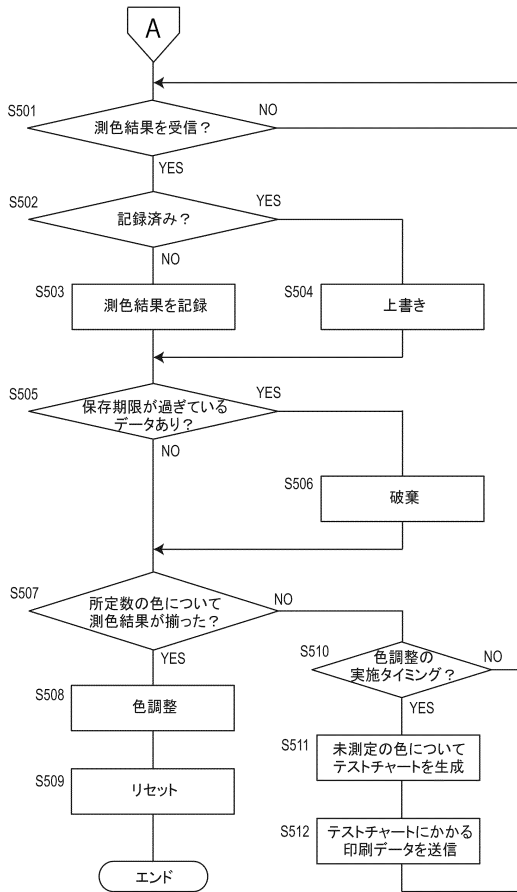 A
S501
測色結果を受信？
NO
YES
S502
記録済み？
YES
NO
S503
測色結果を記録
S504
上書き
S505
保存期限が過ぎている
データあり？
YES
NO
S506
破棄
S507
所定数の色について
測色結果が揃った？
NO
YES
S510
色調整の
実施タイミング？
NO
YES
S508
色調整
S511
未測定の色について
テストチャートを生成
S509
リセット
S512
テストチャートにかかる
印刷データを送信
エンド